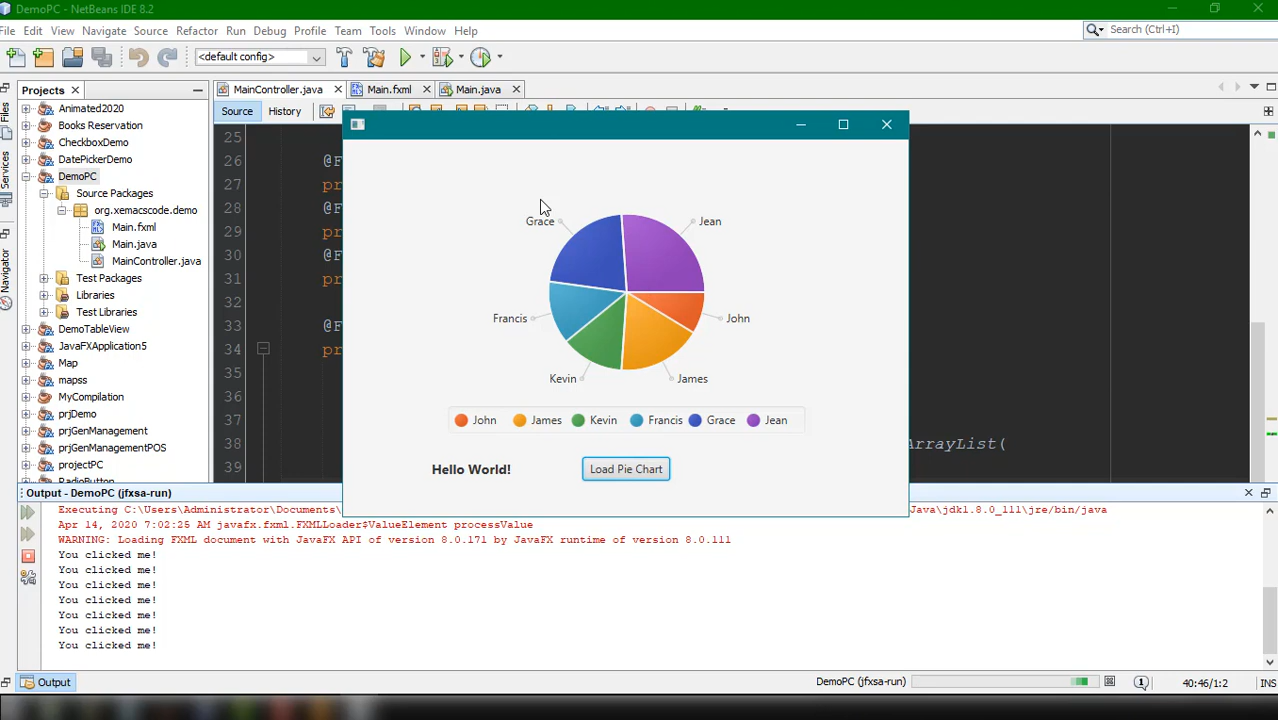 DemoPC - NetBeans IDE 8.2
File Edit View Navigate Source Refactor Run Debug Profile Team Tools Window Help
Search (Ctrl+I)
<default config>
Projects
MainController.java
Main.fxml
Main.java
Files
Services
Navigator
Source
History
Animated2020
Books Reservation
CheckboxDemo
DatePickerDemo
DemoPC
Source Packages
org.xemacscode.demo
Main.fxml
Main.java
MainController.java
Test Packages
Libraries
Test Libraries
DemoTableView
JavaFXApplication5
Map
mapss
MyCompilation
prjDemo
prjGenManagement
prjGenManagementPOS
projectPC
RadioButton
25
26 @F
27 pr
28 @F
29 pr
30 @F
31 pr
32
33 @F
34 pr
35
36
37
38 ArrayList(
39
Grace
Jean
Francis
John
Kevin
James
John James Kevin Francis Grace Jean
Hello World!
Load Pie Chart
Output - DemoPC (jfxsa-run)
Executing C:\Users\Administrator\Documents\
Java\jdk1.8.0_111\jre/bin/java
Apr 14, 2020 7:02:25 AM javafx.fxml.FXMLLoader$ValueElement processValue
WARNING: Loading FXML document with JavaFX API of version 8.0.171 by JavaFX runtime of version 8.0.111
You clicked me!
You clicked me!
You clicked me!
You clicked me!
You clicked me!
You clicked me!
You clicked me!
Output
DemoPC (jfxsa-run)
1
40:46/1:2
INS